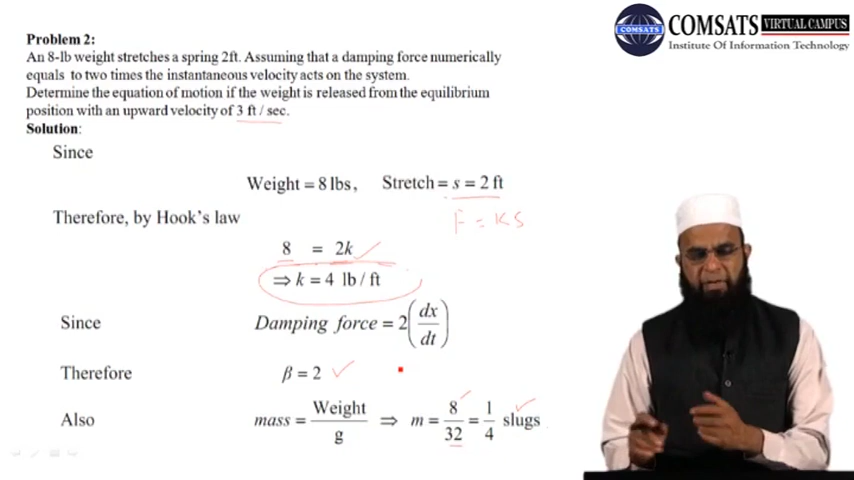 COMSATS VIRTUAL CAMPUS
Institute Of Information Technology
Problem 2:
An 8-lb weight stretches a spring 2ft. Assuming that a damping force numerically
equals to two times the instantaneous velocity acts on the system.
Determine the equation of motion if the weight is released from the equilibrium
position with an upward velocity of 3 ft / sec.
Solution:
Since
Weight = 8 lbs, Stretch = s = 2 ft
Therefore, by Hook's law
F = KS
8 = 2k
⇒ k = 4 lb / ft
Since Damping force = 2(dx/dt)
Therefore β = 2
Also mass = Weight/g ⇒ m = 8/32 = 1/4 slugs